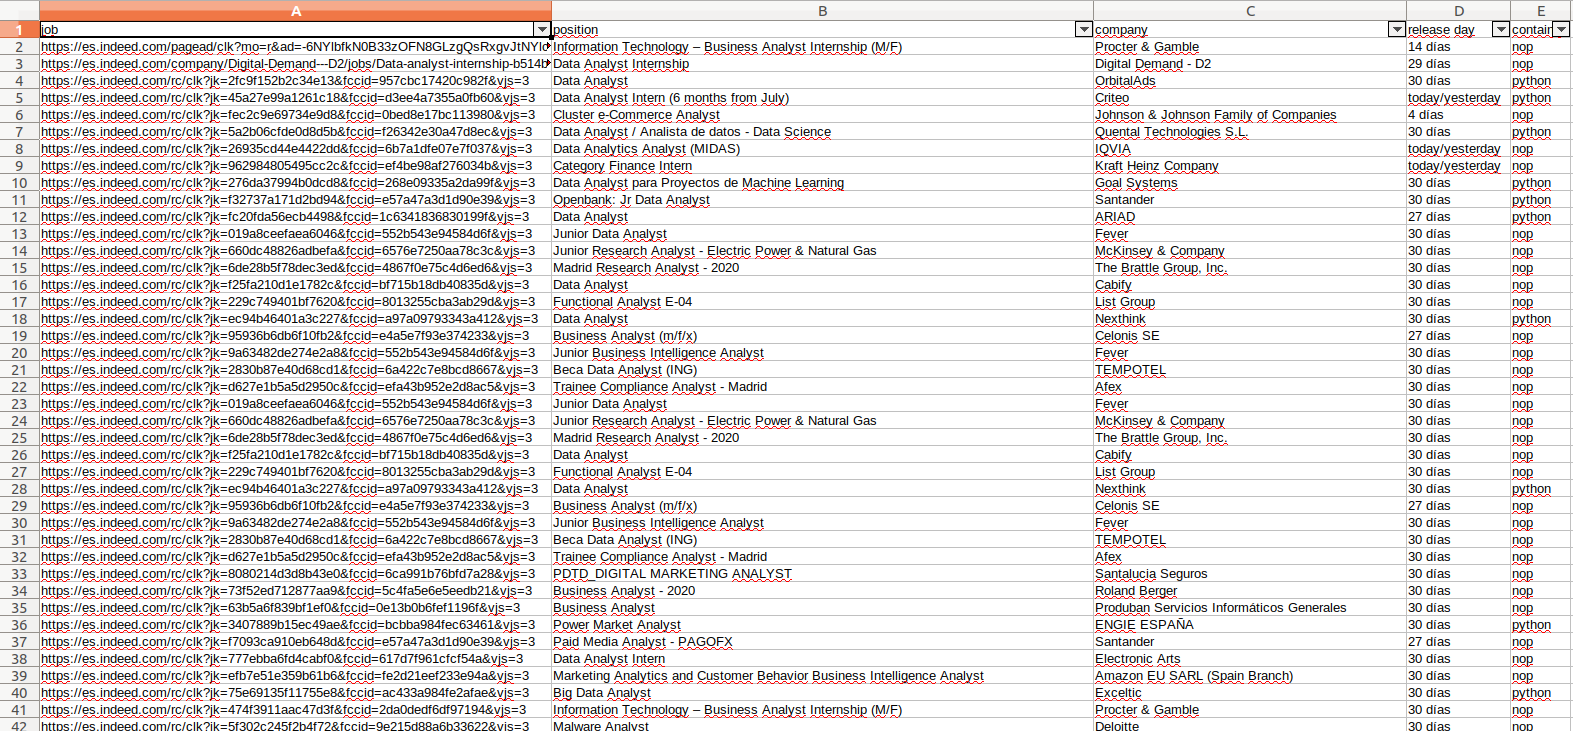 A B C D E
1 job position company release day contain
2 https://es.indeed.com/pagead/clk?mo=r&ad=-6NYlbfkN0B33zOFN8GLzgQsRxgvJtNYlc Information Technology – Business Analyst Internship (M/F) Procter & Gamble 14 días nop
3 https://es.indeed.com/company/Digital-Demand---D2/jobs/Data-analyst-internship-b514b Data Analyst Internship Digital Demand - D2 29 días nop
4 https://es.indeed.com/rc/clk?jk=2fc9f152b2c34e13&fccid=957cbc17420c982f&vjs=3 Data Analyst OrbitalAds 30 días python
5 https://es.indeed.com/rc/clk?jk=45a27e99a1261c18&fccid=d3ee4a7355a0fb60&vjs=3 Data Analyst Intern (6 months from July) Criteo today/yesterday python
6 https://es.indeed.com/rc/clk?jk=fec2c9e69734e9d8&fccid=0bed8e17bc113980&vjs=3 Cluster e-Commerce Analyst Johnson & Johnson Family of Companies 4 días nop
7 https://es.indeed.com/rc/clk?jk=5a2b06cfde0d8d5b&fccid=f26342e30a47d8ec&vjs=3 Data Analyst / Analista de datos - Data Science Quental Technologies S.L. 30 días python
8 https://es.indeed.com/rc/clk?jk=26935cd44e4422dd&fccid=6b7a1dfe07e7f037&vjs=3 Data Analytics Analyst (MIDAS) IQVIA today/yesterday nop
9 https://es.indeed.com/rc/clk?jk=962984805495cc2c&fccid=ef4be98af276034b&vjs=3 Category Finance Intern Kraft Heinz Company today/yesterday nop
10 https://es.indeed.com/rc/clk?jk=276da37994b0dcd8&fccid=268e09335a2da99f&vjs=3 Data Analyst para Proyectos de Machine Learning Goal Systems 30 días python
11 https://es.indeed.com/rc/clk?jk=f32737a171d2bd94&fccid=e57a47a3d1d90e39&vjs=3 Openbank: Jr Data Analyst Santander 30 días python
12 https://es.indeed.com/rc/clk?jk=fc20fda56ecb4498&fccid=1c6341836830199f&vjs=3 Data Analyst ARIAD 27 días python
13 https://es.indeed.com/rc/clk?jk=019a8ceefaea6046&fccid=552b543e94584d6f&vjs=3 Junior Data Analyst Fever 30 días nop
14 https://es.indeed.com/rc/clk?jk=660dc48826adbefa&fccid=6576e7250aa78c3c&vjs=3 Junior Research Analyst - Electric Power & Natural Gas McKinsey & Company 30 días nop
15 https://es.indeed.com/rc/clk?jk=6de28b5f78dec3ed&fccid=4867f0e75c4d6ed6&vjs=3 Madrid Research Analyst - 2020 The Brattle Group, Inc. 30 días nop
16 https://es.indeed.com/rc/clk?jk=f25fa210d1e1782c&fccid=bf715b18db40835d&vjs=3 Data Analyst Cabify 30 días nop
17 https://es.indeed.com/rc/clk?jk=229c749401bf7620&fccid=8013255cba3ab29d&vjs=3 Functional Analyst E-04 List Group 30 días nop
18 https://es.indeed.com/rc/clk?jk=ec94b46401a3c227&fccid=a97a09793343a412&vjs=3 Data Analyst Nexthink 30 días python
19 https://es.indeed.com/rc/clk?jk=95936b6db6f10fb2&fccid=e4a5e7f93e374233&vjs=3 Business Analyst (m/f/x) Celonis SE 27 días nop
20 https://es.indeed.com/rc/clk?jk=9a63482de274e2a8&fccid=552b543e94584d6f&vjs=3 Junior Business Intelligence Analyst Fever 30 días nop
21 https://es.indeed.com/rc/clk?jk=2830b87e40d68cd1&fccid=6a422c7e8bcd8667&vjs=3 Beca Data Analyst (ING) TEMPOTEL 30 días nop
22 https://es.indeed.com/rc/clk?jk=d627e1b5a5d2950c&fccid=efa43b952e2d8ac5&vjs=3 Trainee Compliance Analyst - Madrid Afex 30 días nop
23 https://es.indeed.com/rc/clk?jk=019a8ceefaea6046&fccid=552b543e94584d6f&vjs=3 Junior Data Analyst Fever 30 días nop
24 https://es.indeed.com/rc/clk?jk=660dc48826adbefa&fccid=6576e7250aa78c3c&vjs=3 Junior Research Analyst - Electric Power & Natural Gas McKinsey & Company 30 días nop
25 https://es.indeed.com/rc/clk?jk=6de28b5f78dec3ed&fccid=4867f0e75c4d6ed6&vjs=3 Madrid Research Analyst - 2020 The Brattle Group, Inc. 30 días nop
26 https://es.indeed.com/rc/clk?jk=f25fa210d1e1782c&fccid=bf715b18db40835d&vjs=3 Data Analyst Cabify 30 días nop
27 https://es.indeed.com/rc/clk?jk=229c749401bf7620&fccid=8013255cba3ab29d&vjs=3 Functional Analyst E-04 List Group 30 días nop
28 https://es.indeed.com/rc/clk?jk=ec94b46401a3c227&fccid=a97a09793343a412&vjs=3 Data Analyst Nexthink 30 días python
29 https://es.indeed.com/rc/clk?jk=95936b6db6f10fb2&fccid=e4a5e7f93e374233&vjs=3 Business Analyst (m/f/x) Celonis SE 27 días nop
30 https://es.indeed.com/rc/clk?jk=9a63482de274e2a8&fccid=552b543e94584d6f&vjs=3 Junior Business Intelligence Analyst Fever 30 días nop
31 https://es.indeed.com/rc/clk?jk=2830b87e40d68cd1&fccid=6a422c7e8bcd8667&vjs=3 Beca Data Analyst (ING) TEMPOTEL 30 días nop
32 https://es.indeed.com/rc/clk?jk=d627e1b5a5d2950c&fccid=efa43b952e2d8ac5&vjs=3 Trainee Compliance Analyst - Madrid Afex 30 días nop
33 https://es.indeed.com/rc/clk?jk=8080214d3d8b43e0&fccid=6ca991b76bfd7a28&vjs=3 PDTD_DIGITAL MARKETING ANALYST Santalucia Seguros 30 días nop
34 https://es.indeed.com/rc/clk?jk=73f52ed712877aa9&fccid=5c4fa5e6e5eedb21&vjs=3 Business Analyst - 2020 Roland Berger 30 días nop
35 https://es.indeed.com/rc/clk?jk=63b5a6f839bf1ef0&fccid=0e13b0b6fef1196f&vjs=3 Business Analyst Produban Servicios Informáticos Generales 30 días nop
36 https://es.indeed.com/rc/clk?jk=3407889b15ec49ae&fccid=bcbba984fec63461&vjs=3 Power Market Analyst ENGIE ESPAÑA 30 días python
37 https://es.indeed.com/rc/clk?jk=f7093ca910eb648d&fccid=e57a47a3d1d90e39&vjs=3 Paid Media Analyst - PAGOFX Santander 27 días nop
38 https://es.indeed.com/rc/clk?jk=777ebba6fd4cabf0&fccid=617d7f961cfcf54a&vjs=3 Data Analyst Intern Electronic Arts 30 días nop
39 https://es.indeed.com/rc/clk?jk=efb7e51e359b61b6&fccid=fe2d21eef233e94a&vjs=3 Marketing Analytics and Customer Behavior Business Intelligence Analyst Amazon EU SARL (Spain Branch) 30 días nop
40 https://es.indeed.com/rc/clk?jk=75e69135f11755e8&fccid=ac433a984fe2afae&vjs=3 Big Data Analyst Exceltic 30 días python
41 https://es.indeed.com/rc/clk?jk=474f3911aac47d3f&fccid=2da0dedf6df97194&vjs=3 Information Technology – Business Analyst Internship (M/F) Procter & Gamble 30 días nop
42 https://es.indeed.com/rc/clk?jk=5f302c245f2b4f72&fccid=9e215d88a6b33622&vjs=3 Malware Analyst Deloitte 30 días nop